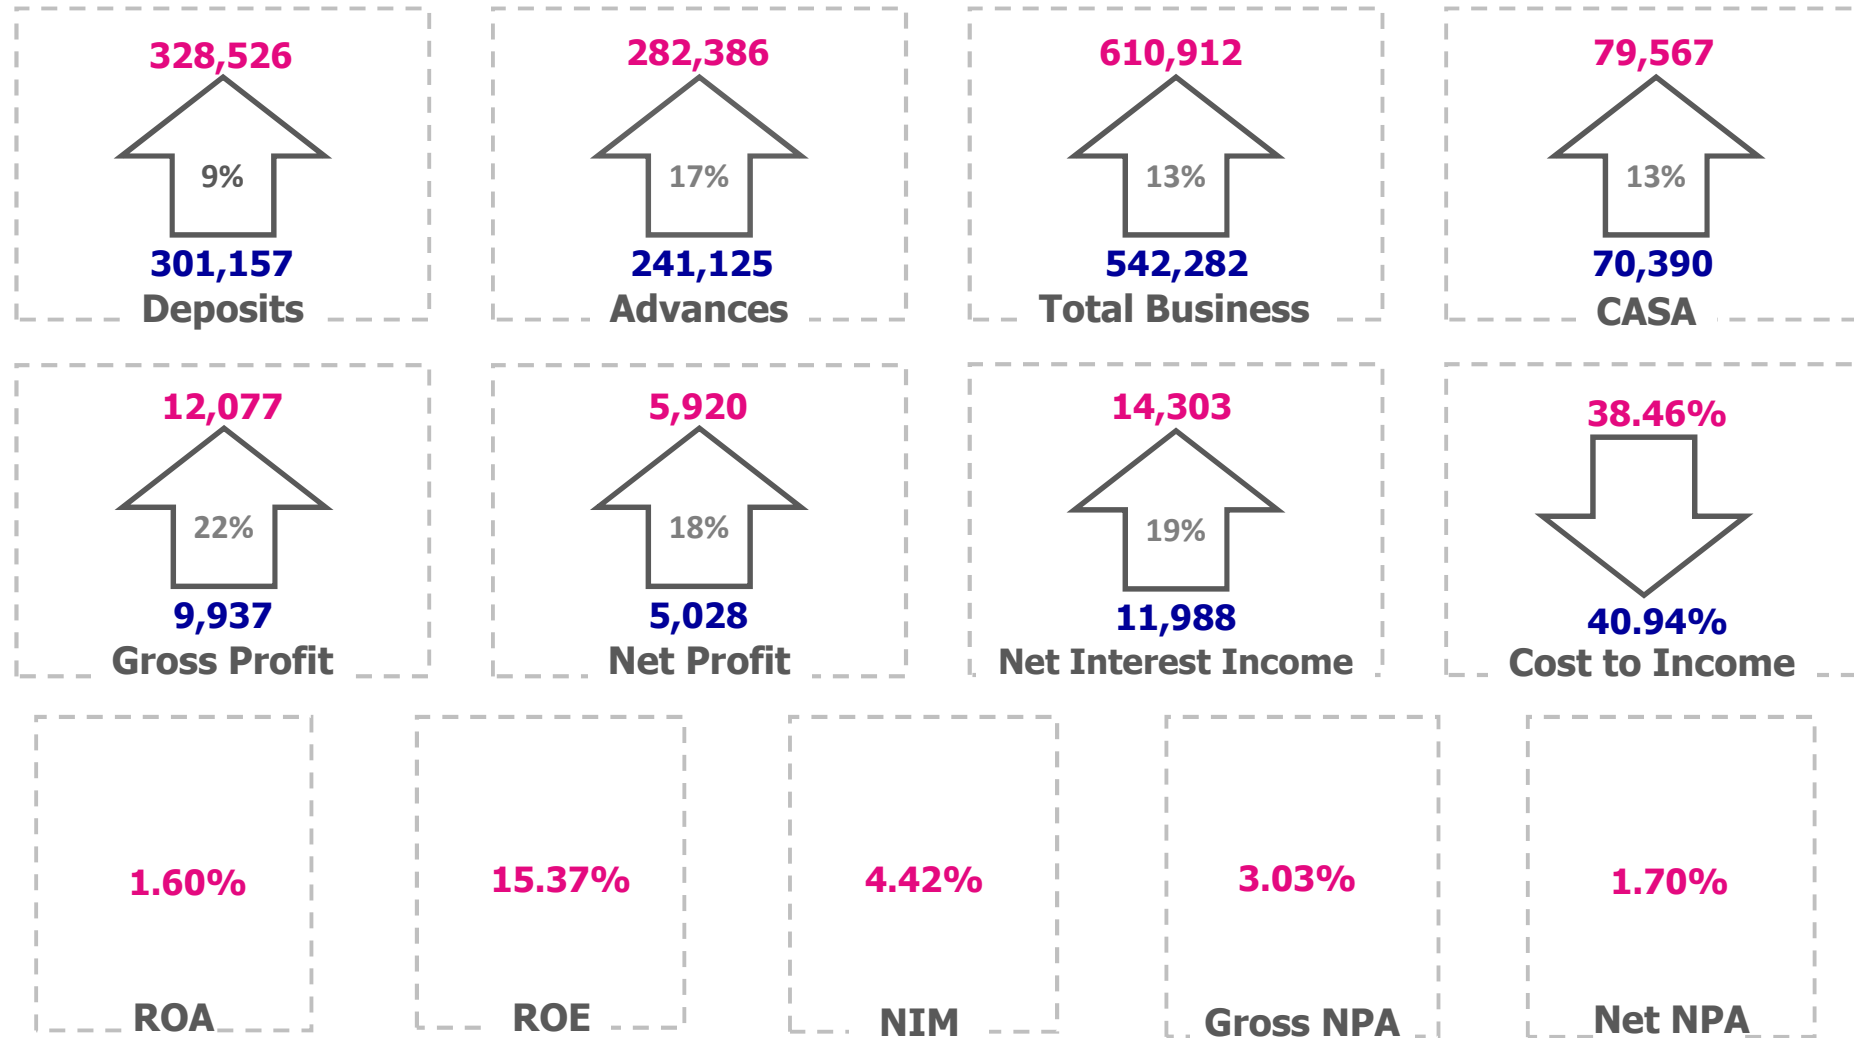 328,526
9%
301,157
Deposits
282,386
17%
241,125
Advances
610,912
13%
542,282
Total Business
79,567
13%
70,390
CASA
12,077
22%
9,937
Gross Profit
5,920
18%
5,028
Net Profit
14,303
19%
11,988
Net Interest Income
38.46%
40.94%
Cost to Income
1.60%
ROA
15.37%
ROE
4.42%
NIM
3.03%
Gross NPA
1.70%
Net NPA